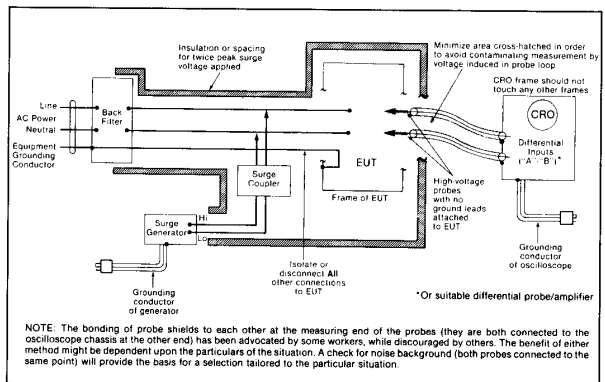 Insulation or spacing
for twice peak surge
voltage applied
Minimize area cross-hatched in order
to avoid contaminating measurement by
voltage induced in probe loop
CRO frame should not
touch any other frames
CRO
Line
AC Power
Neutral
Equipment
Grounding
Conductor
Back
Filter
Differential
Inputs
("A"-"B")*
EUT
Surge
Coupler
Frame of EUT
High-voltage
probes
with no
ground leads
attached
to EUT
Surge
Generator
Hi
Lo
Grounding
conductor
of generator
Isolate or
disconnect All
other connections
to EUT
Grounding
conductor
of oscilloscope
*Or suitable differential probe/amplifier
NOTE: The bonding of probe shields to each other at the measuring end of the probes (they are both connected to the
oscilloscope chassis at the other end) has been advocated by some workers, while discouraged by others. The benefit of either
method might be dependent upon the particulars of the situation. A check for noise background (both probes connected to the
same point) will provide the basis for a selection tailored to the particular situation.